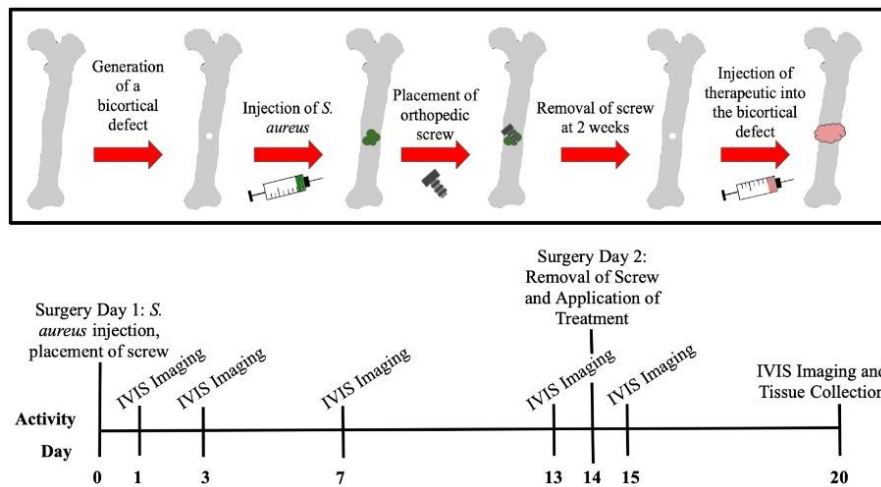 Generation
of a
bicortical
defect
Injection of S.
aureus
Placement of
orthopedic
screw
Removal of screw
at 2 weeks
Injection of
therapeutic into
the bicortical
defect
Surgery Day 1: S.
aureus injection,
placement of screw
IVIS Imaging
IVIS Imaging
IVIS Imaging
IVIS Imaging
Surgery Day 2:
Removal of Screw
and Application of
Treatment
IVIS Imaging
IVIS Imaging and
Tissue Collection
Activity
Day
0 1 3 7 13 14 15 20